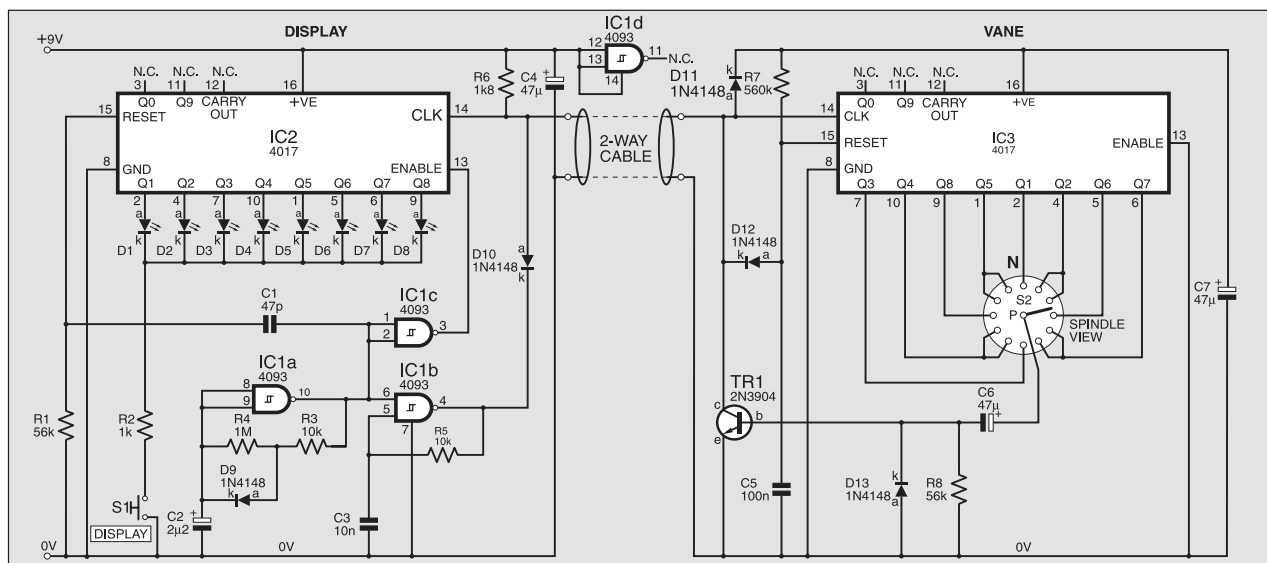 DISPLAY
VANE
+9V
IC1d
4093
12
13
14
11
N.C.
N.C. N.C. N.C.
3 11 12 16
Q0 Q9 CARRY OUT +VE
15 RESET
CLK 14
IC2
4017
8 GND
ENABLE 13
Q1 Q2 Q3 Q4 Q5 Q6 Q7 Q8
2 4 7 10 1 5 6 9
a a a a a a a a
k k k k k k k k
D1 D2 D3 D4 D5 D6 D7 D8
R6
1k8
C4
47µ
+
2-WAY
CABLE
D10
1N4148
a
k
C1
47p
IC1c
4093
1
2
3
IC1a
4093
8
9
10
IC1b
4093
6
5
4
7
R1
56k
R2
1k
R4
1M
R3
10k
R5
10k
D9
1N4148
k a
S1
DISPLAY
C2
2µ2
+
C3
10n
0V
0V
D11
1N4148
k
a
R7
560k
N.C. N.C. N.C.
3 11 12 16
Q0 Q9 CARRY OUT +VE
14 CLK
15 RESET
8 GND
IC3
4017
ENABLE 13
Q3 Q4 Q8 Q5 Q1 Q2 Q6 Q7
7 10 9 1 2 4 5 6
D12
1N4148
k a
N
S2
P
SPINDLE
VIEW
C7
47µ
+
TR1
2N3904
c
b
e
C6
47µ
+
C5
100n
D13
1N4148
k
a
R8
56k
0V